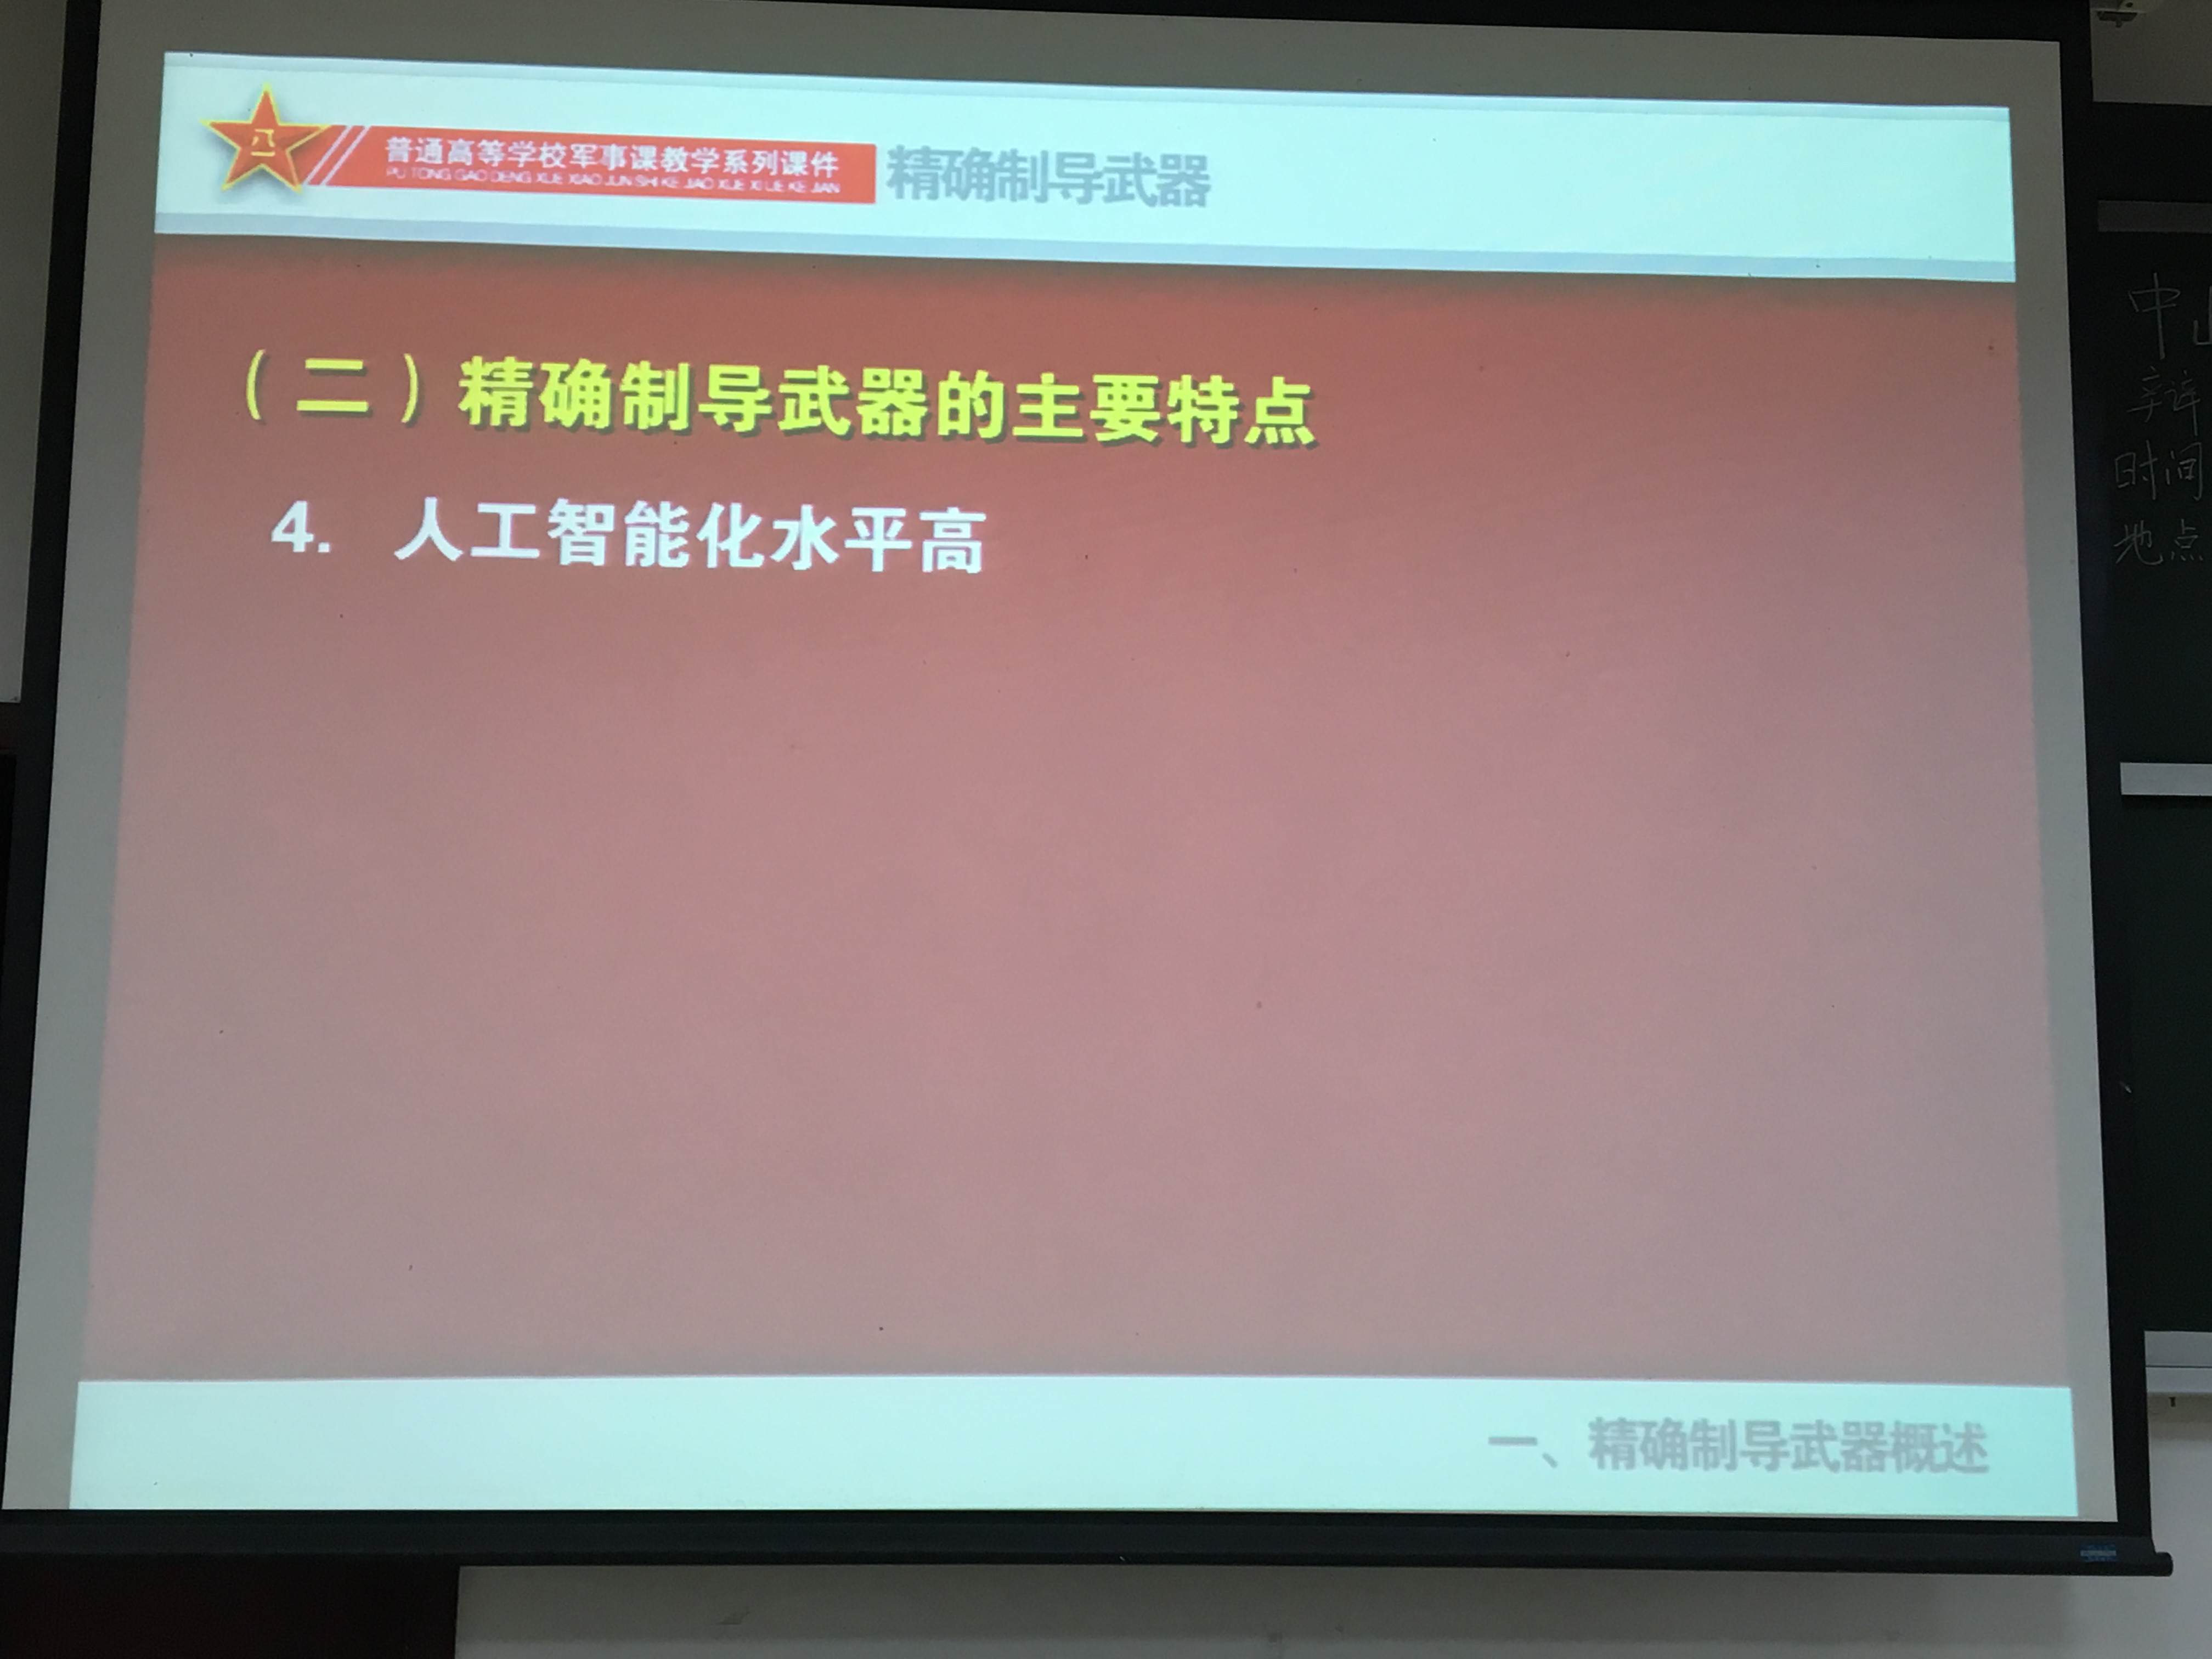 八一
普通高等学校军事课教学系列课件
PU TONG GAO DENG XUE XIAO JUN SHI KE JIAO XUE XI LIE KE JIAN
精确制导武器
（二）精确制导武器的主要特点
4. 人工智能化水平高
一、精确制导武器概述
中山
辩
时间
地点